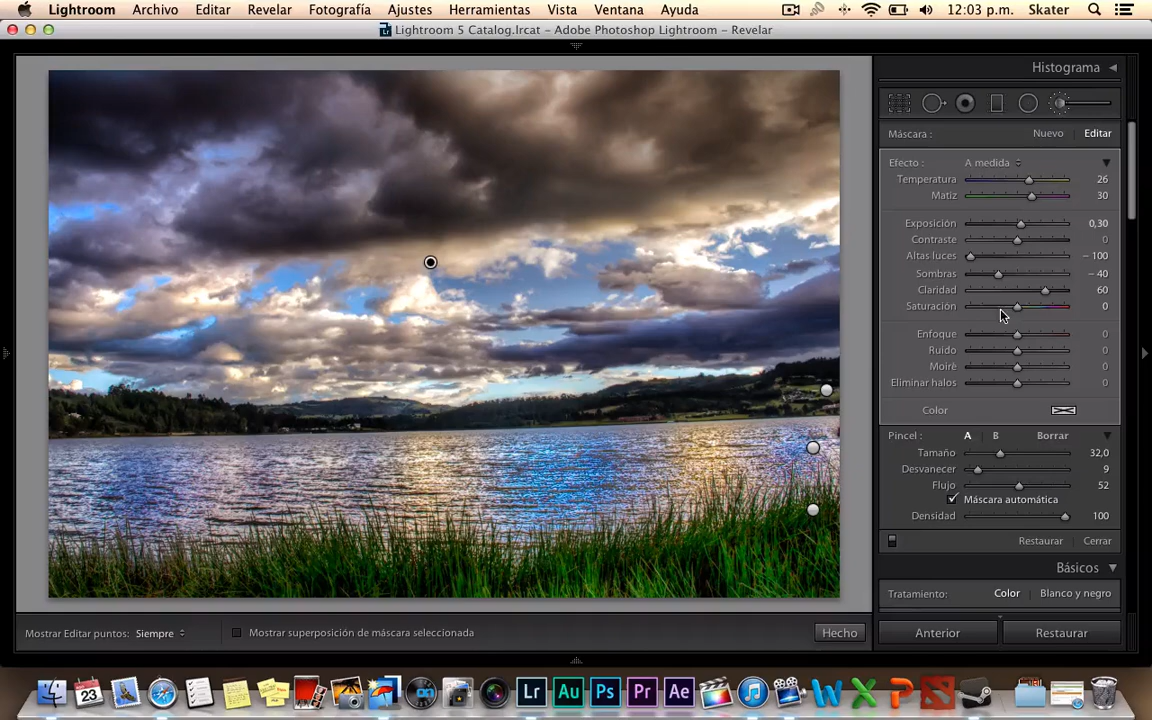 Lightroom Archivo Editar Revelar Fotografía Ajustes Herramientas Vista Ventana Ayuda 12:03 p.m. Skater
Lightroom 5 Catalog.lrcat – Adobe Photoshop Lightroom – Revelar
Histograma
Máscara : Nuevo Editar
Efecto : A medida
Temperatura 26
Matiz 30
Exposición 0,30
Contraste 0
Altas luces – 100
Sombras – 40
Claridad 60
Saturación 0
Enfoque 0
Ruido 0
Moiré 0
Eliminar halos 0
Color
Pincel : A B Borrar
Tamaño 32,0
Desvanecer 9
Flujo 52
Máscara automática
Densidad 100
Restaurar Cerrar
Básicos
Tratamiento: Color Blanco y negro
Mostrar Editar puntos: Siempre Mostrar superposición de máscara seleccionada Hecho Anterior Restaurar
23 on Lr Au Ps Pr Ae W X P